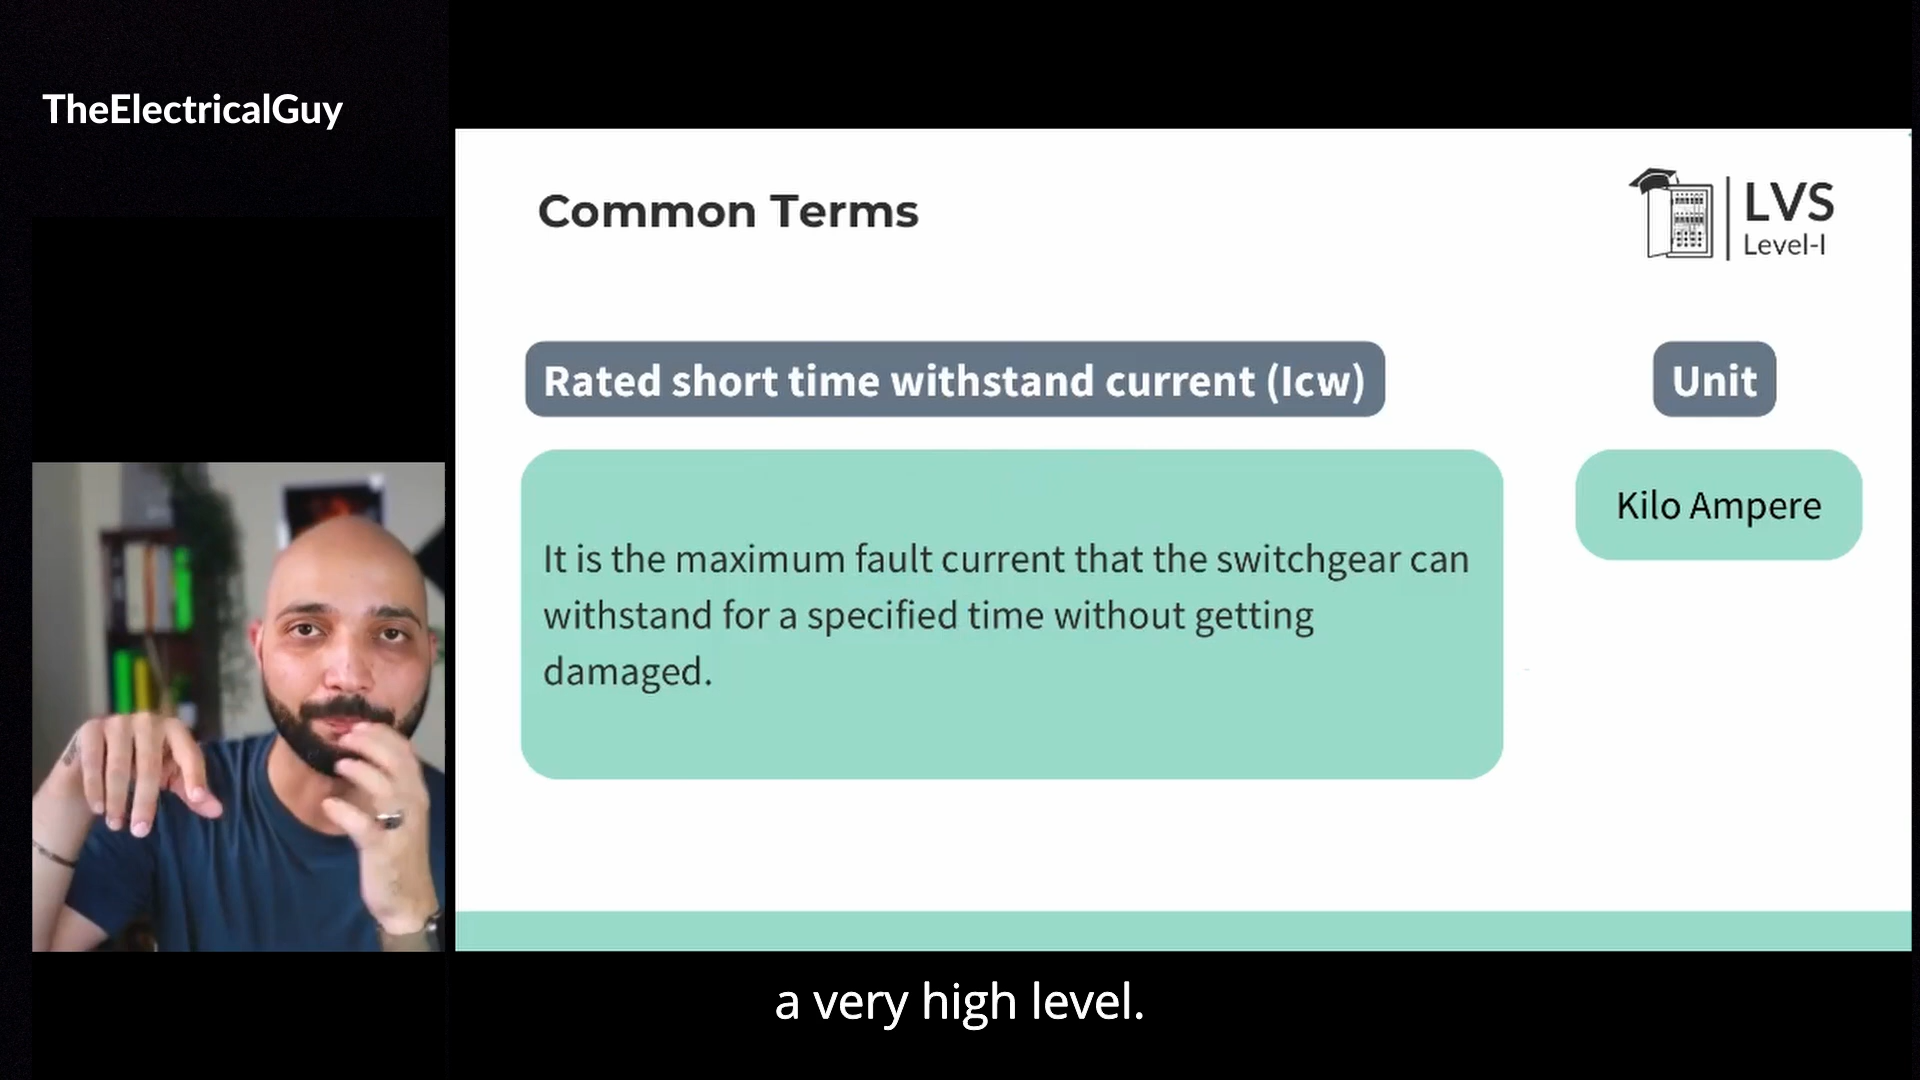 TheElectricalGuy
Common Terms
LVS
Level-I
Rated short time withstand current (Icw)
Unit
It is the maximum fault current that the switchgear can
withstand for a specified time without getting
damaged.
Kilo Ampere
a very high level.